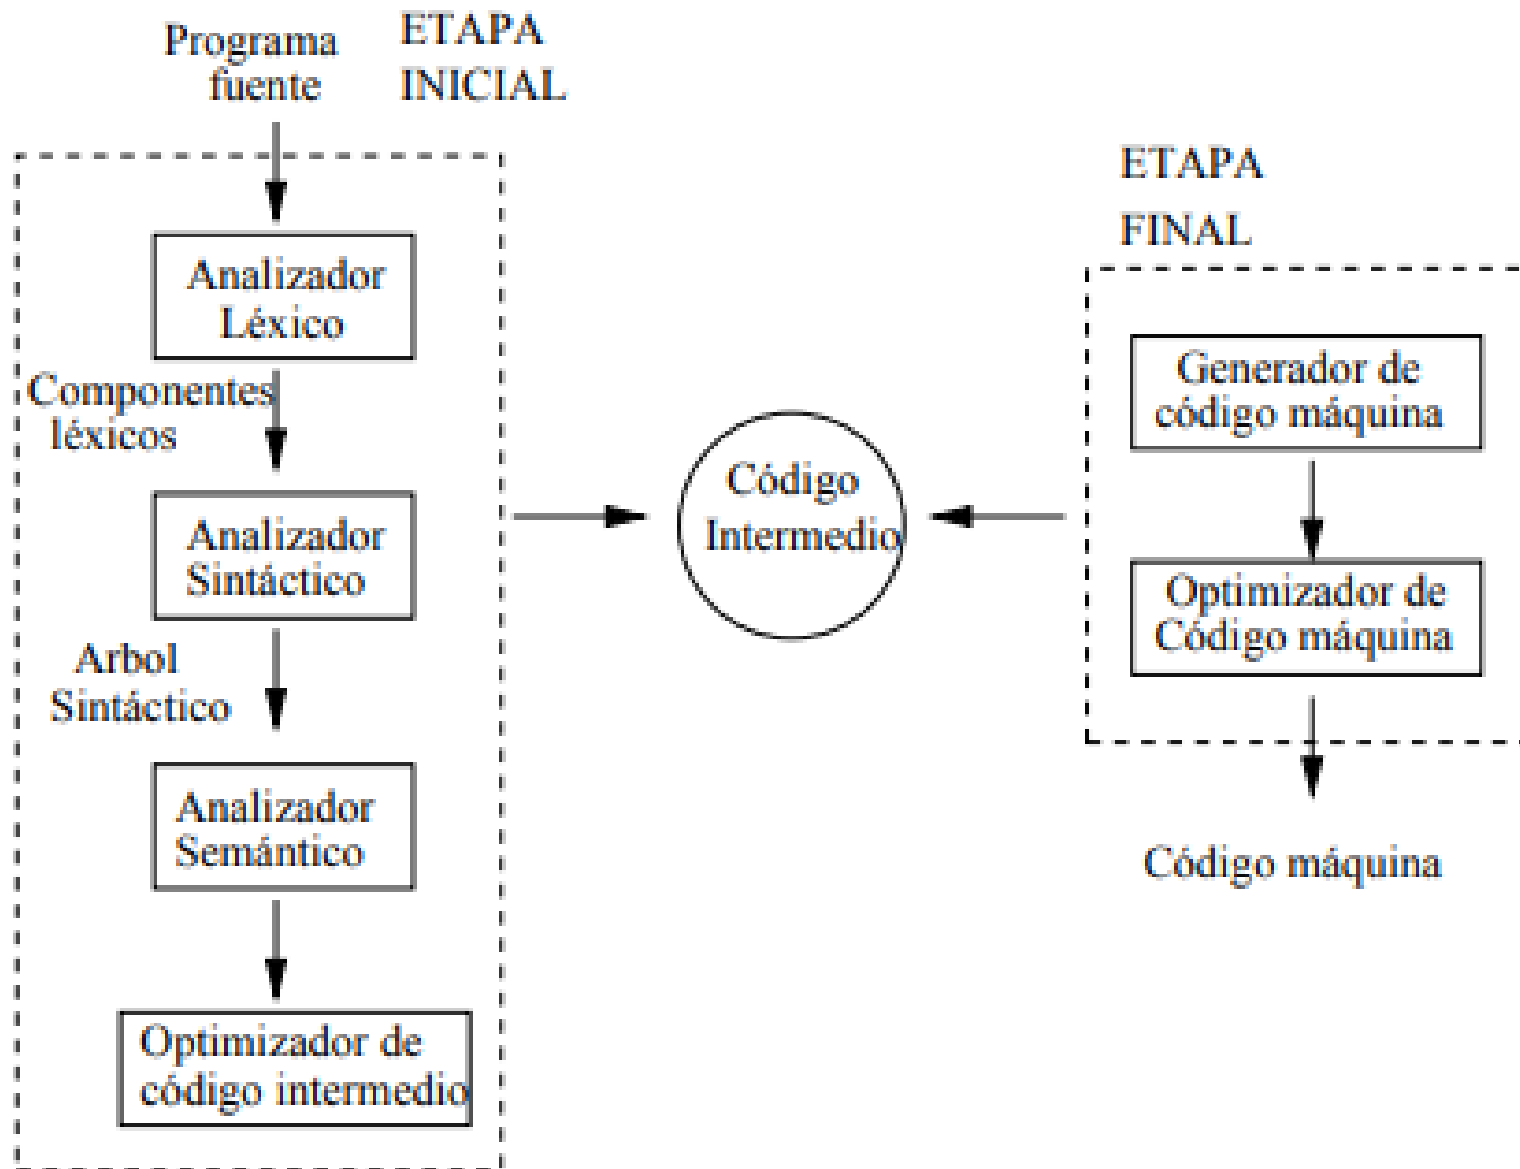 Programa
fuente
ETAPA
INICIAL
Analizador
Léxico
Componentes
léxicos
Analizador
Sintáctico
Arbol
Sintáctico
Analizador
Semántico
Optimizador de
código intermedio
Código
Intermedio
ETAPA
FINAL
Generador de
código máquina
Optimizador de
Código máquina
Código máquina